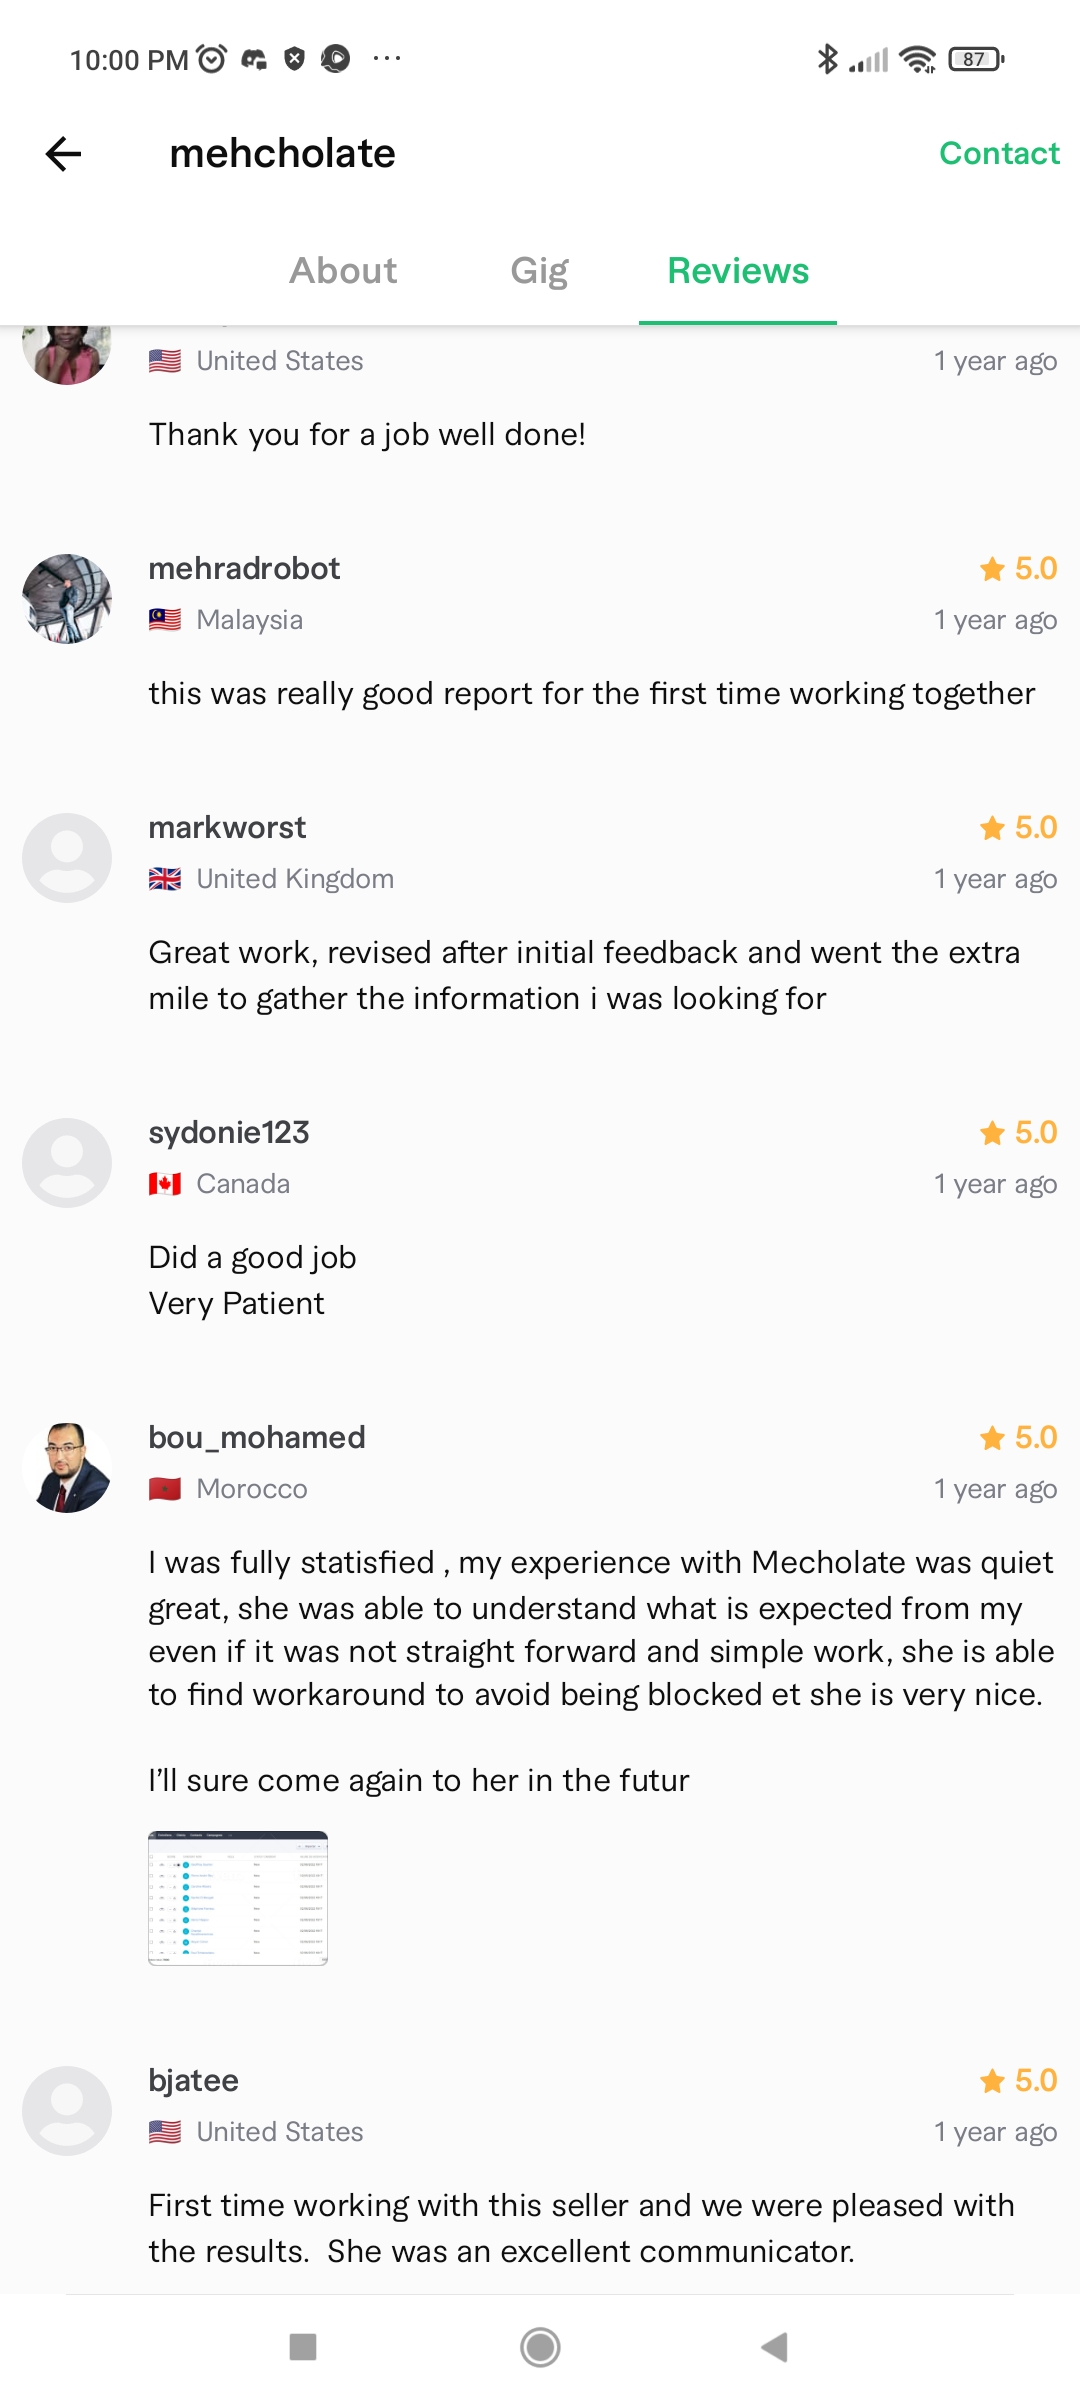 10:00 PM
87
mehcholate
Contact
About
Gig
Reviews
United States
1 year ago
Thank you for a job well done!
mehradrobot
5.0
Malaysia
1 year ago
this was really good report for the first time working together
markworst
5.0
United Kingdom
1 year ago
Great work, revised after initial feedback and went the extra
mile to gather the information i was looking for
sydonie123
5.0
Canada
1 year ago
Did a good job
Very Patient
bou_mohamed
5.0
Morocco
1 year ago
I was fully statisfied , my experience with Mecholate was quiet
great, she was able to understand what is expected from my
even if it was not straight forward and simple work, she is able
to find workaround to avoid being blocked et she is very nice.
I'll sure come again to her in the futur
bjatee
5.0
United States
1 year ago
First time working with this seller and we were pleased with
the results.  She was an excellent communicator.